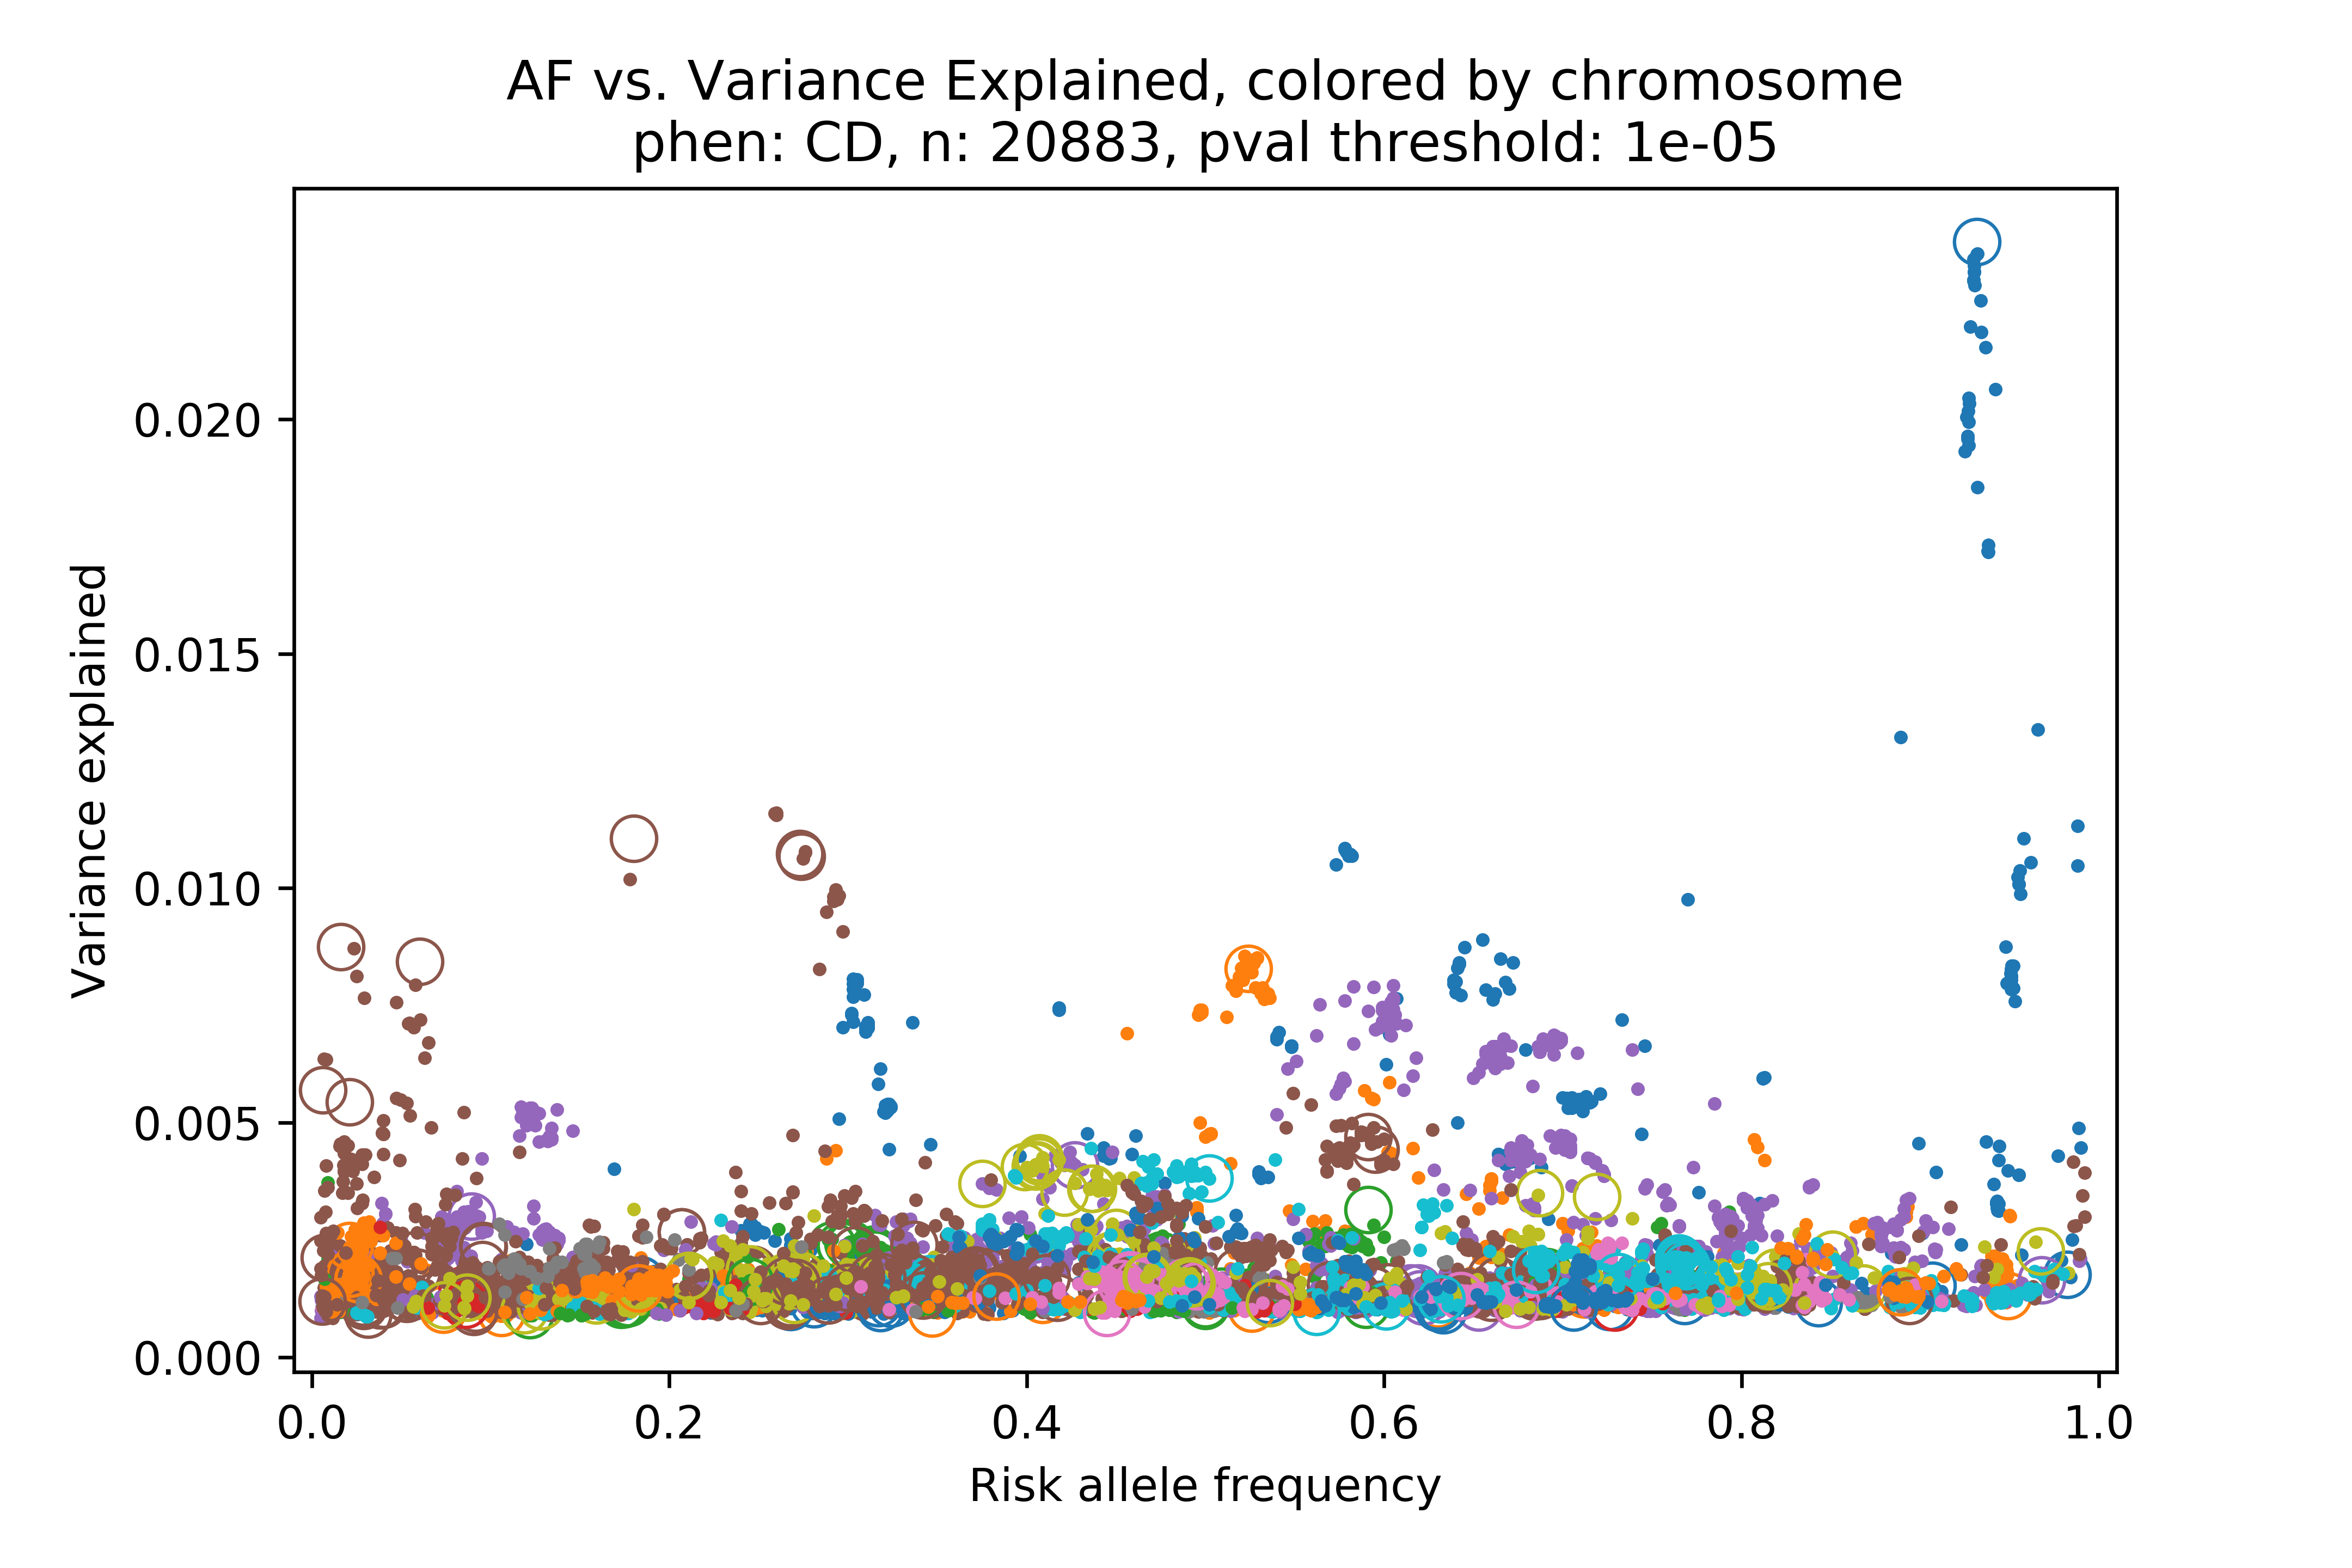 AF vs. Variance Explained, colored by chromosome
phen: CD, n: 20883, pval threshold: 1e-05
Variance explained
0.020
0.015
0.010
0.005
0.000
0.0 0.2 0.4 0.6 0.8 1.0
Risk allele frequency